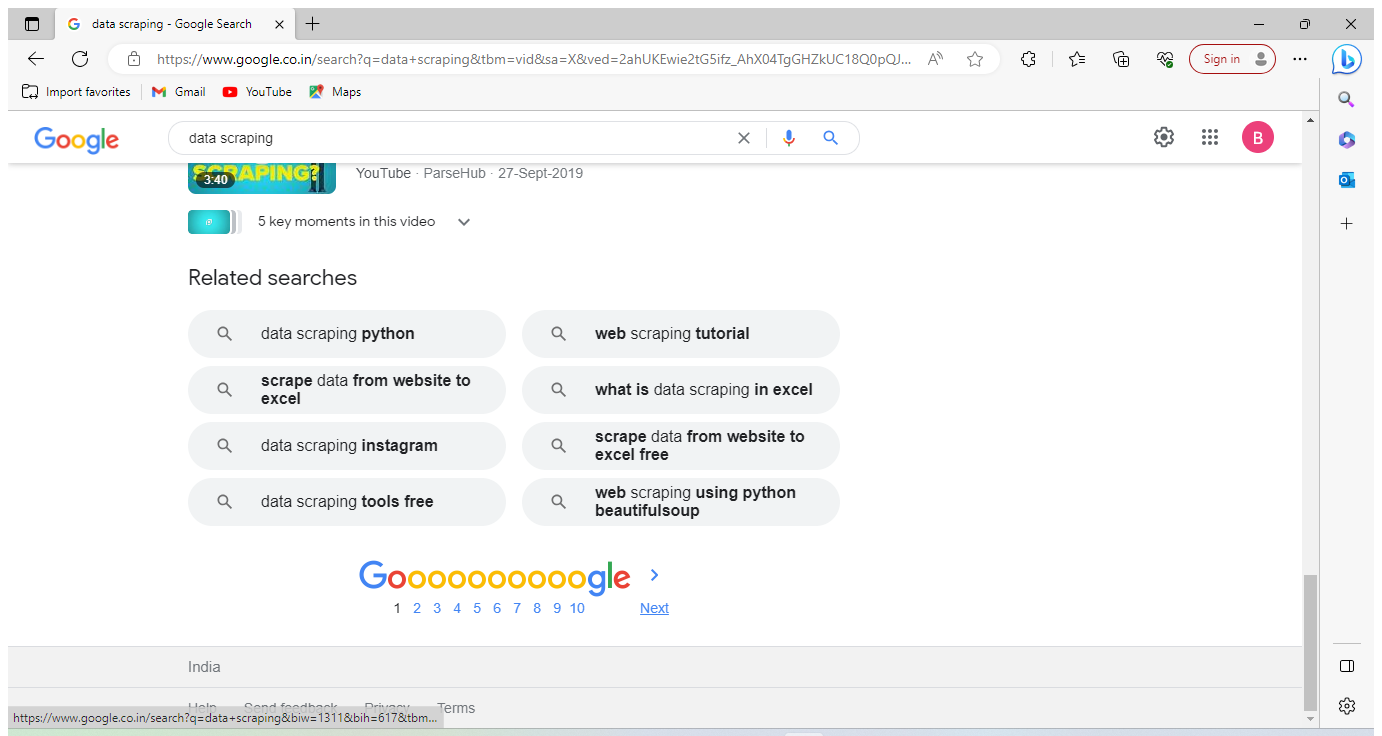 data scraping - Google Search
https://www.google.co.in/search?q=data+scraping&tbm=vid&sa=X&ved=2ahUKEwie2tG5ifz_AhX04TgGHZkUC18Q0pQJ...
Sign in
Import favorites
Gmail
YouTube
Maps
Google
data scraping
B
SCRAPING?
3:40
YouTube · ParseHub · 27-Sept-2019
5 key moments in this video
Related searches
data scraping python
web scraping tutorial
scrape data from website to
excel
what is data scraping in excel
data scraping instagram
scrape data from website to
excel free
data scraping tools free
web scraping using python
beautifulsoup
Goooooooooogle
1 2 3 4 5 6 7 8 9 10
Next
India
Help Send feedback Privacy Terms
https://www.google.co.in/search?q=data+scraping&biw=1311&bih=617&tbm...